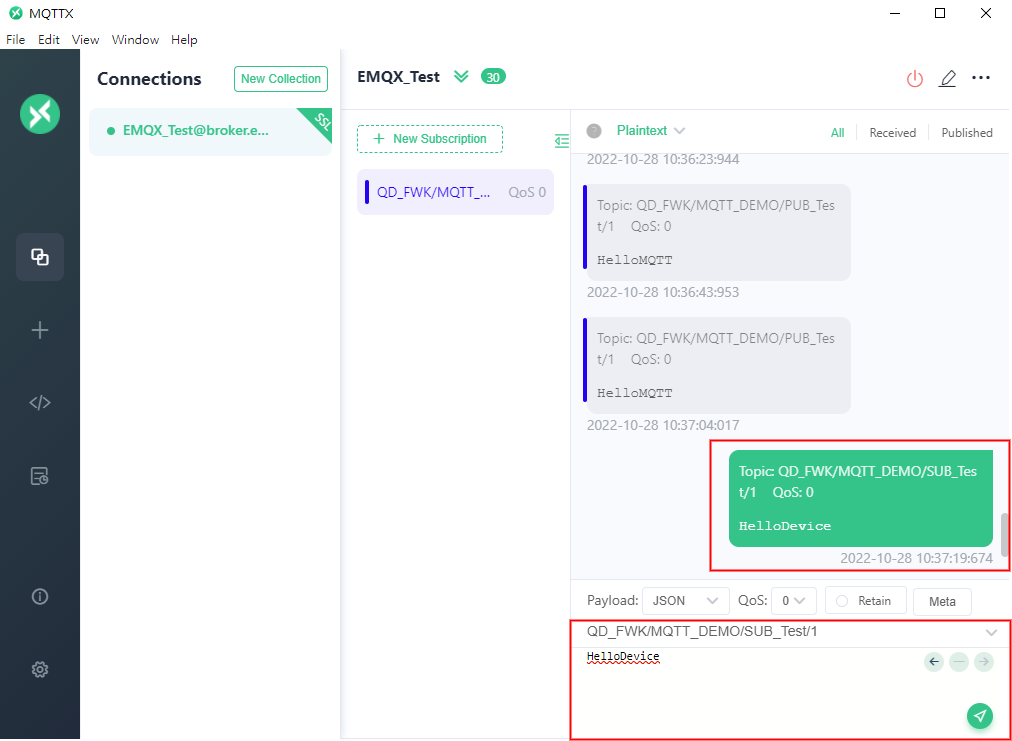 MQTTX
File Edit View Window Help
Connections
New Collection
EMQX_Test@broker.e...
SSL
EMQX_Test
30
+ New Subscription
QD_FWK/MQTT_... QoS 0
? Plaintext
All Received Published
2022-10-28 10:36:23:944
Topic: QD_FWK/MQTT_DEMO/PUB_Tes
t/1 QoS: 0
HelloMQTT
2022-10-28 10:36:43:953
Topic: QD_FWK/MQTT_DEMO/PUB_Tes
t/1 QoS: 0
HelloMQTT
2022-10-28 10:37:04:017
Topic: QD_FWK/MQTT_DEMO/SUB_Tes
t/1 QoS: 0
HelloDevice
2022-10-28 10:37:19:674
Payload: JSON QoS: 0 Retain Meta
QD_FWK/MQTT_DEMO/SUB_Test/1
HelloDevice